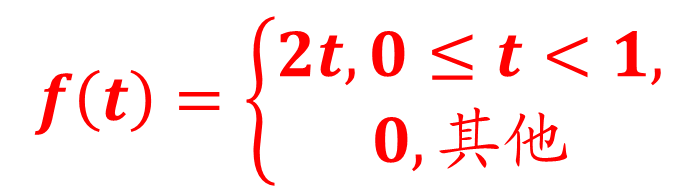 f(t) = { 2t, 0 ≤ t < 1,
0, 其他